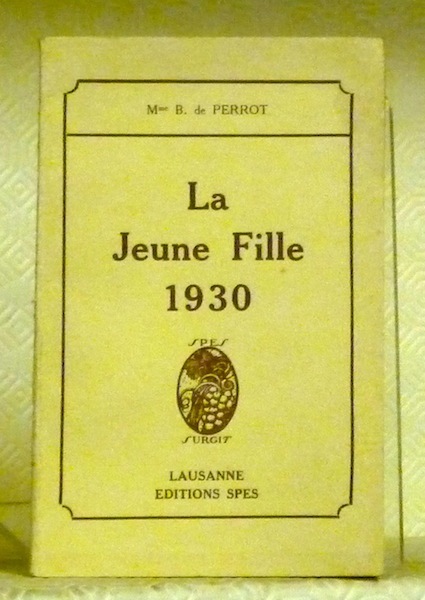 Mme B. de PERROT
La
Jeune Fille
1930
SPES
SURGIT
LAUSANNE
EDITIONS SPES